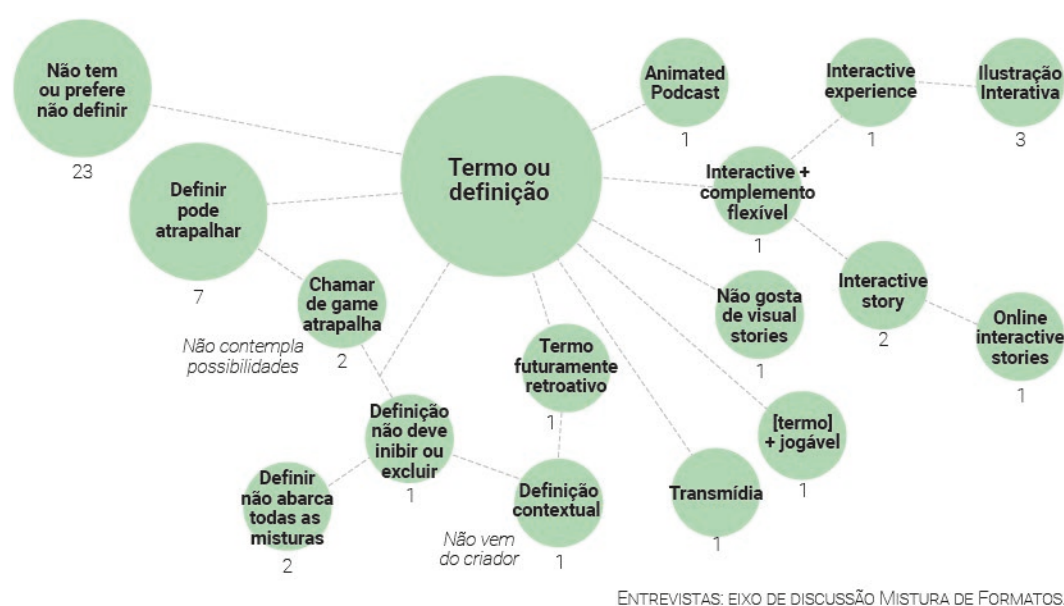 Não tem
ou prefere
não definir
23
Definir
pode
atrapalhar
7
Chamar
de game
atrapalha
2
Não contempla
possibilidades
Termo ou
definição
Animated
Podcast
1
Interactive
experience
1
Ilustração
Interativa
3
Interactive +
complemento
flexível
1
Interactive
story
2
Online
interactive
stories
1
Não gosta
de visual
stories
1
[termo]
+ jogável
1
Transmídia
1
Termo
futuramente
retroativo
1
Definição
contextual
1
Não vem
do criador
Definição
não deve
inibir ou
excluir
1
Definir
não abarca
todas as
misturas
2
ENTREVISTAS: EIXO DE DISCUSSÃO MISTURA DE FORMATOS